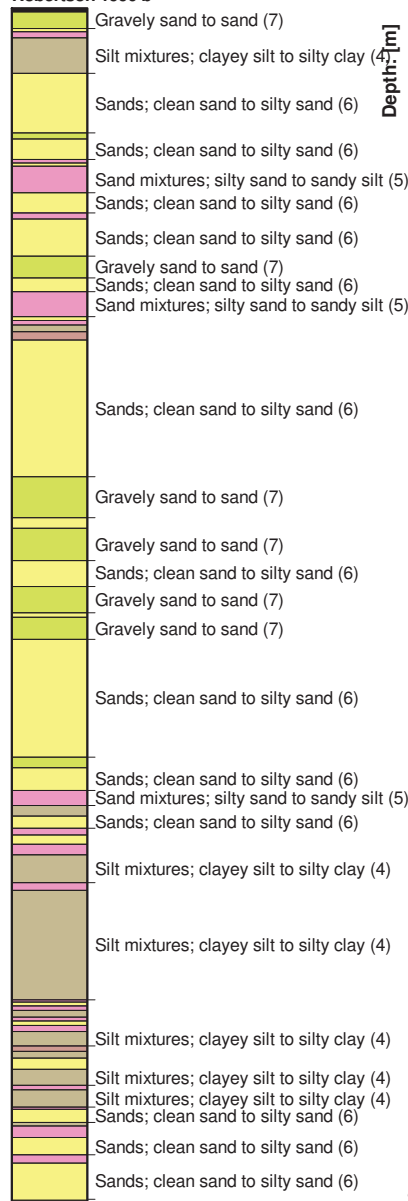 Gravely sand to sand (7)
Silt mixtures; clayey silt to silty clay (4)
Depth: [m]
Sands; clean sand to silty sand (6)
Sands; clean sand to silty sand (6)
Sand mixtures; silty sand to sandy silt (5)
Sands; clean sand to silty sand (6)
Sands; clean sand to silty sand (6)
Gravely sand to sand (7)
Sands; clean sand to silty sand (6)
Sand mixtures; silty sand to sandy silt (5)
Sands; clean sand to silty sand (6)
Gravely sand to sand (7)
Gravely sand to sand (7)
Sands; clean sand to silty sand (6)
Gravely sand to sand (7)
Gravely sand to sand (7)
Sands; clean sand to silty sand (6)
Sands; clean sand to silty sand (6)
Sand mixtures; silty sand to sandy silt (5)
Sands; clean sand to silty sand (6)
Silt mixtures; clayey silt to silty clay (4)
Silt mixtures; clayey silt to silty clay (4)
Silt mixtures; clayey silt to silty clay (4)
Silt mixtures; clayey silt to silty clay (4)
Silt mixtures; clayey silt to silty clay (4)
Sands; clean sand to silty sand (6)
Sands; clean sand to silty sand (6)
Sands; clean sand to silty sand (6)